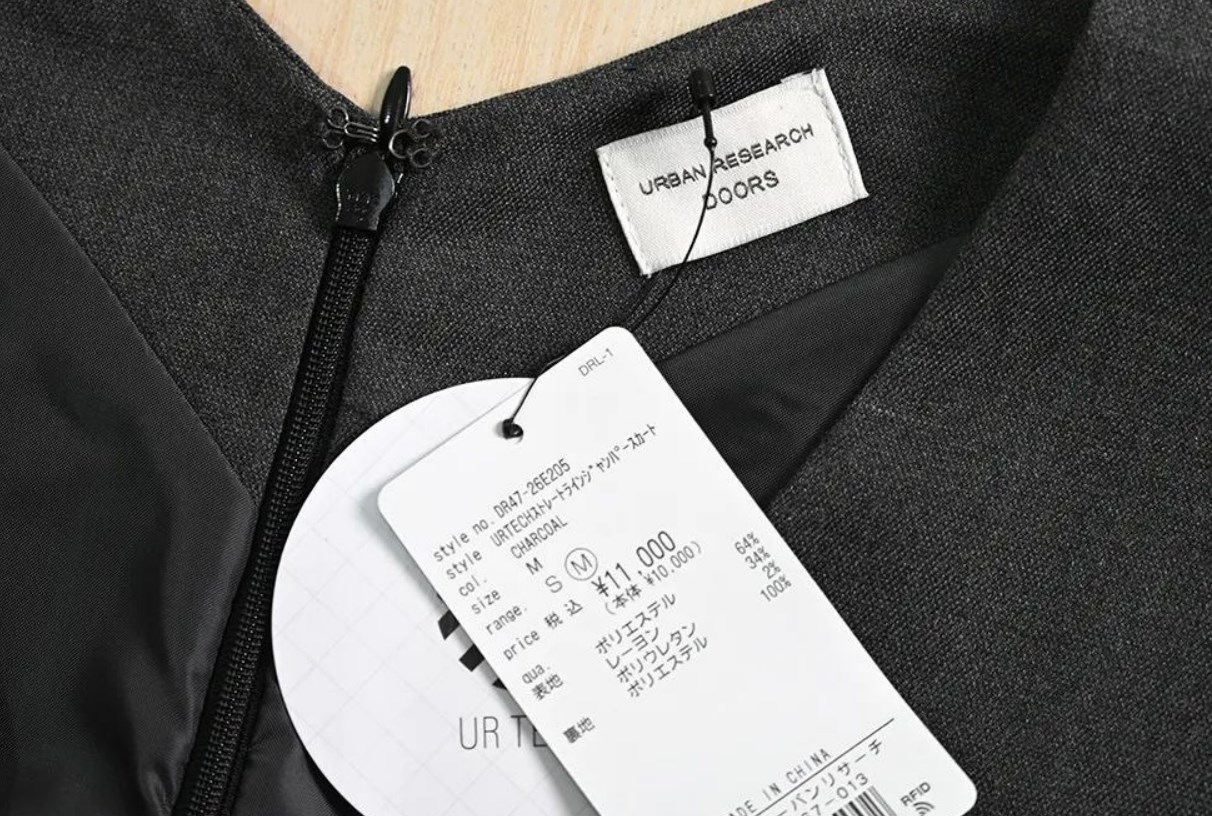 URBAN RESEARCH
DOORS
DRL-1
style no. DR47-26E205
style URTECHストレートラインジャンパースカート
col. CHARCOAL
size M
range. S Ⓜ
price 税込 ¥11,000
(本体 ¥10,000)
qua.
表地 ポリエステル 64%
レーヨン 34%
ポリウレタン 2%
裏地 ポリエステル 100%
UR TE
ADE IN CHINA
ーバンリサーチ
67-013
RFID